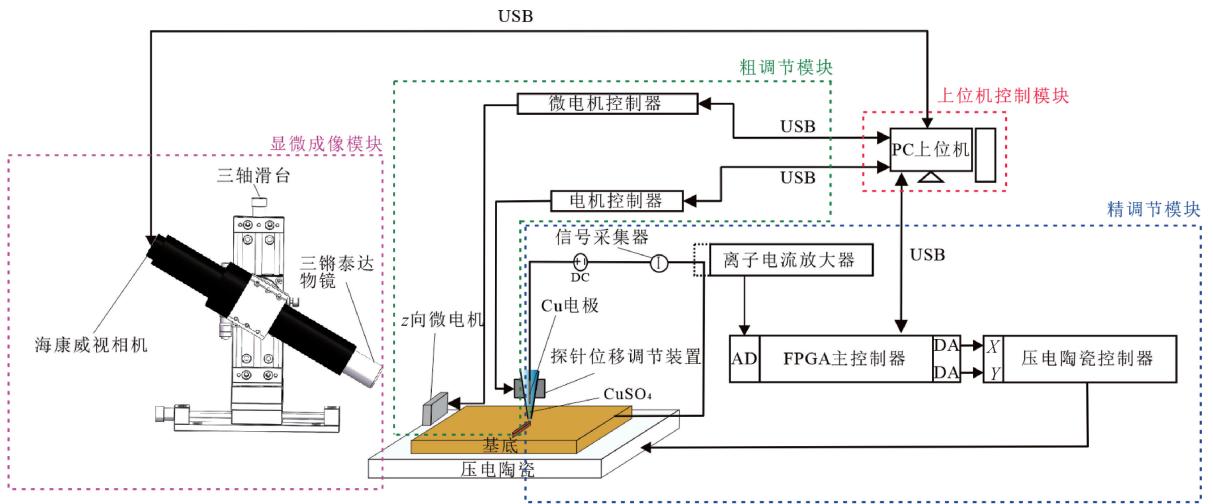 USB
粗调节模块
微电机控制器
USB
上位机控制模块
PC上位机
显微成像模块
三轴滑台
USB
电机控制器
精调节模块
信号采集器
离子电流放大器
USB
DC
三锵泰达
物镜
Cu电极
z向微电机
海康威视相机
探针位移调节装置
AD
FPGA主控制器
DA
DA
X
Y
压电陶瓷控制器
CuSO₄
基底
压电陶瓷